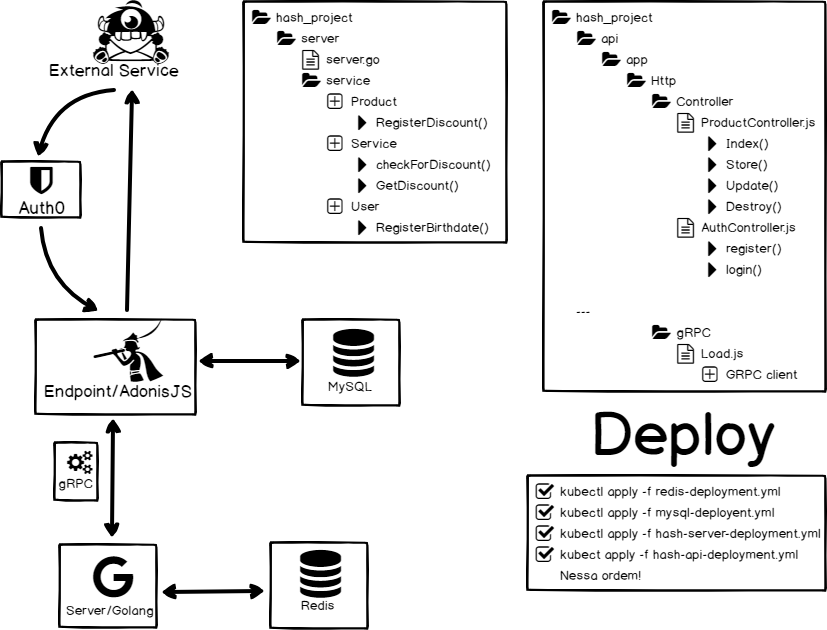 External Service
Auth0
Endpoint/AdonisJS
MySQL
gRPC
Server/Golang
Redis
hash_project
server
server.go
service
Product
RegisterDiscount()
Service
checkForDiscount()
GetDiscount()
User
RegisterBirthdate()
hash_project
api
app
Http
Controller
ProductController.js
Index()
Store()
Update()
Destroy()
AuthController.js
register()
login()
---
gRPC
Load.js
GRPC client
Deploy
kubectl apply -f redis-deployment.yml
kubectl apply -f mysql-deployent.yml
kubectl apply -f hash-server-deployment.yml
kubect apply -f hash-api-deployment.yml
Nessa ordem!